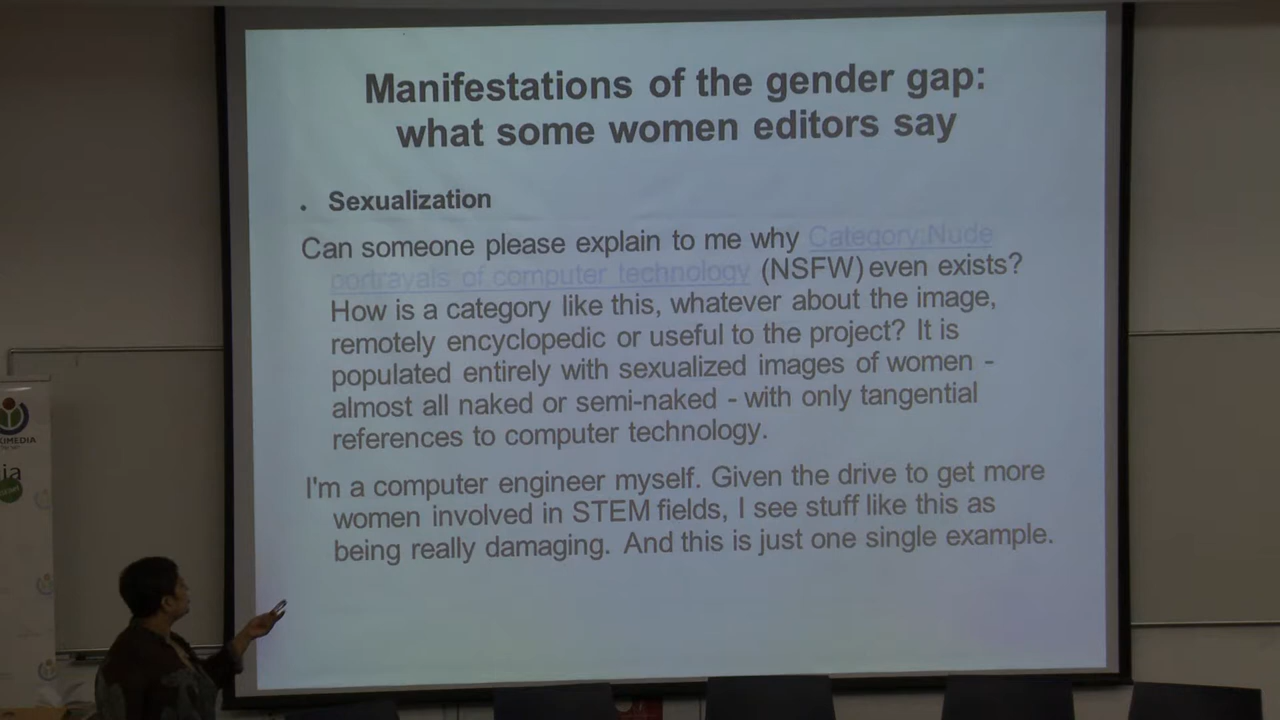 Manifestations of the gender gap:
what some women editors say
. Sexualization
Can someone please explain to me why Category:Nude
portrayals of computer technology (NSFW) even exists?
How is a category like this, whatever about the image,
remotely encyclopedic or useful to the project? It is
populated entirely with sexualized images of women -
almost all naked or semi-naked - with only tangential
references to computer technology.
I'm a computer engineer myself. Given the drive to get more
women involved in STEM fields, I see stuff like this as
being really damaging. And this is just one single example.
KIMEDIA
ia